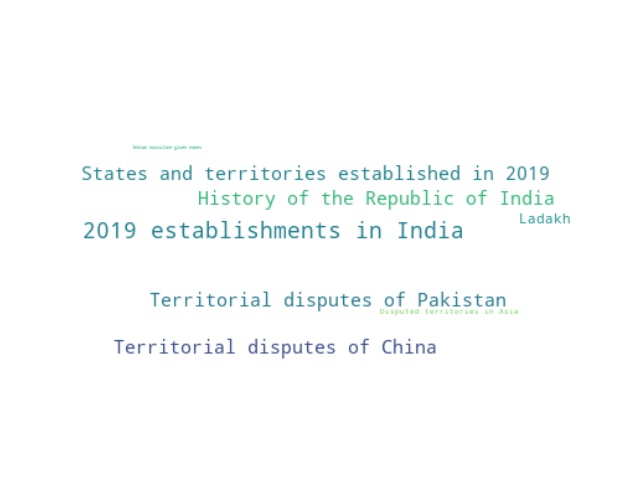 Indian masculine given names
States and territories established in 2019
History of the Republic of India
Ladakh
2019 establishments in India
Territorial disputes of Pakistan
Disputed territories in Asia
Territorial disputes of China